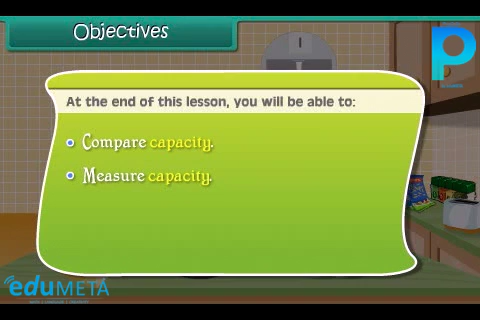 Objectives
At the end of this lesson, you will be able to:
Compare capacity.
Measure capacity.
eduMETA